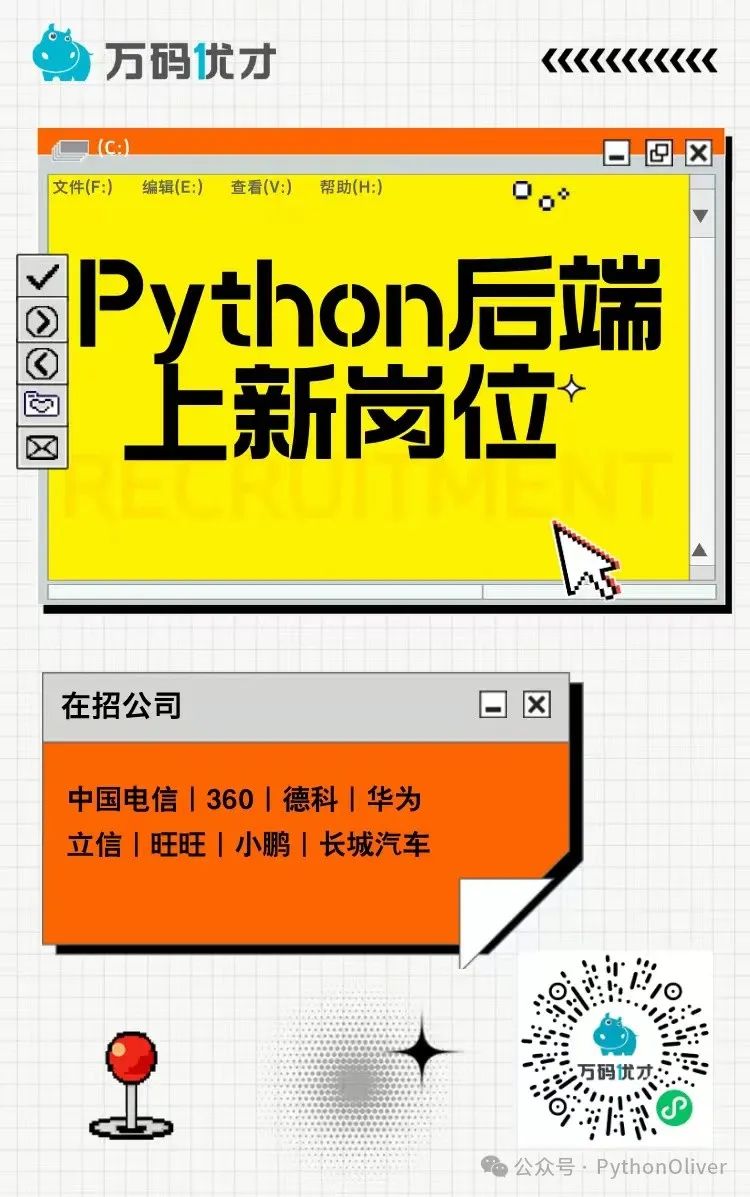 万码1优才
(C:)
文件(F:) 编辑(E:) 查看(V:) 帮助(H:)
Python后端
上新岗位
RECRUITMENT
在招公司
中国电信 | 360 | 德科 | 华为
立信 | 旺旺 | 小鹏 | 长城汽车
万码1优才
公众号 · PythonOliver